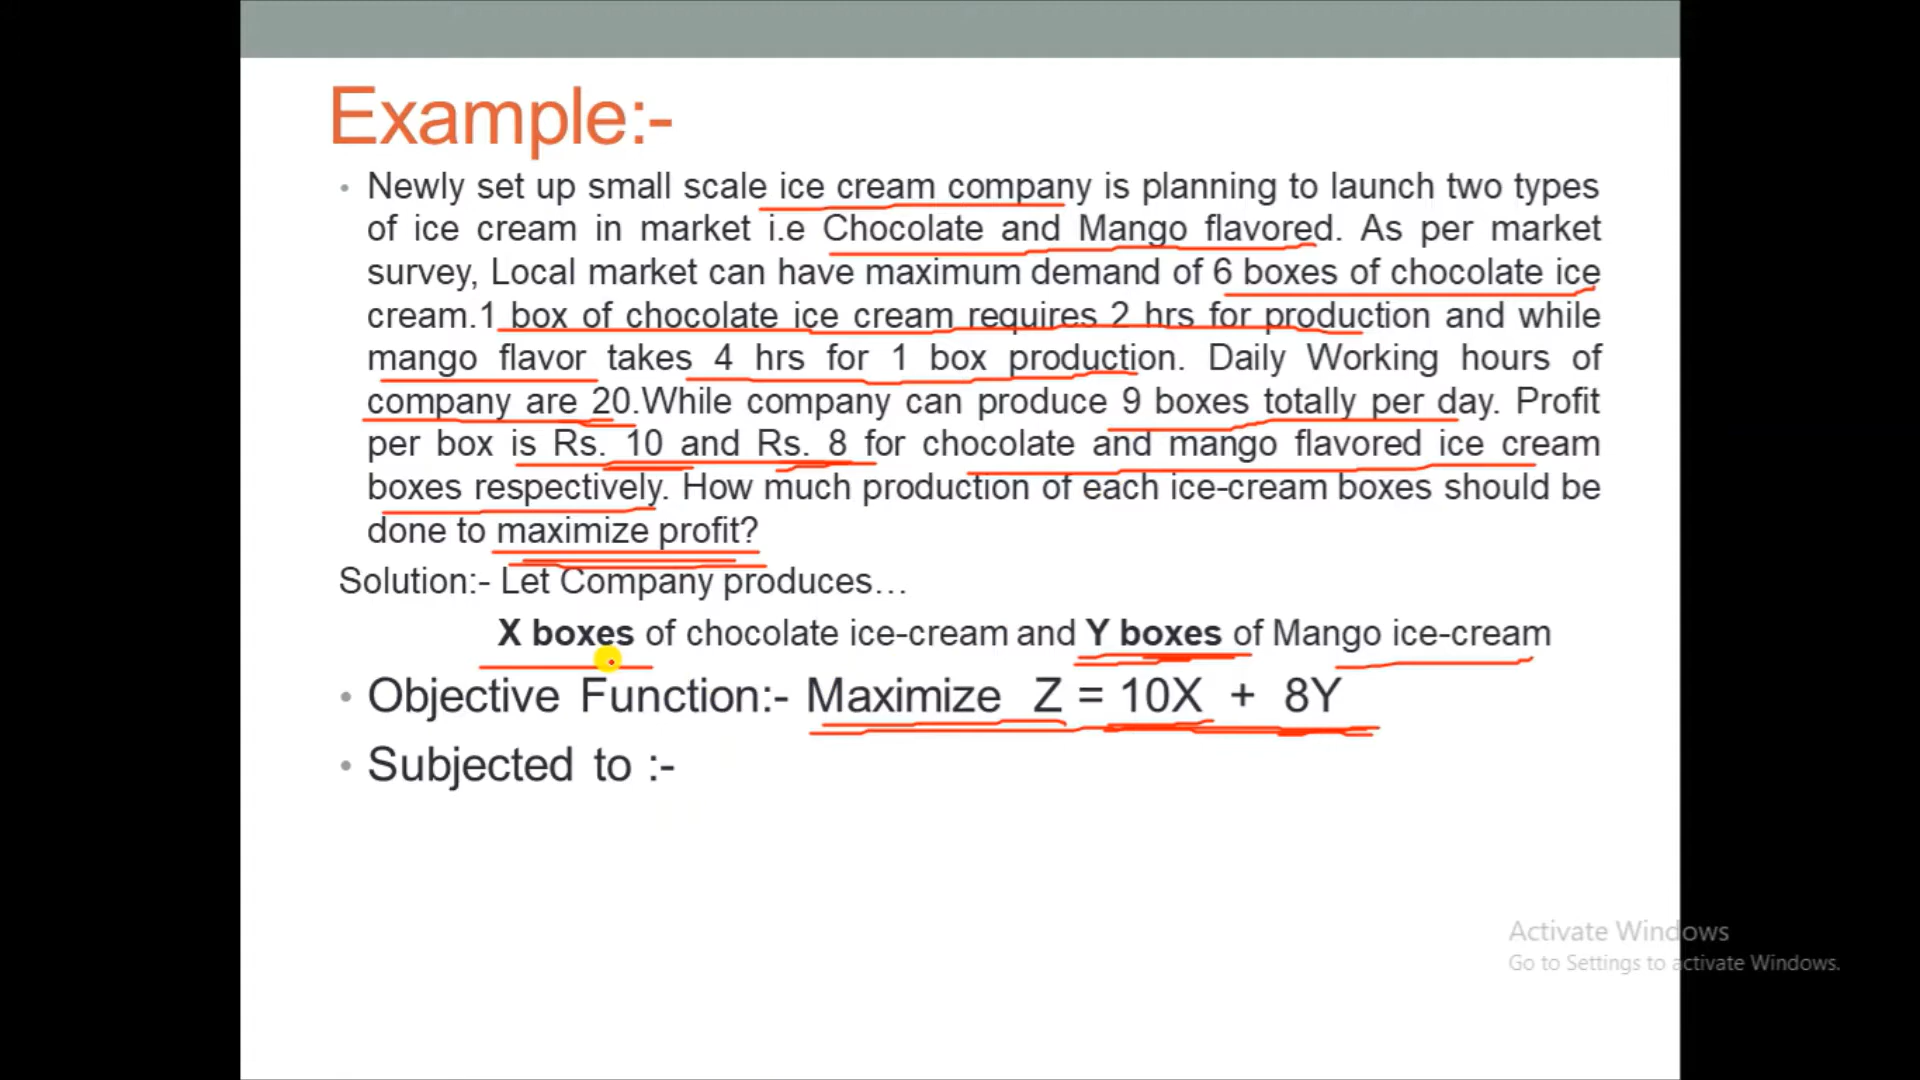 Example:-
• Newly set up small scale ice cream company is planning to launch two types
of ice cream in market i.e Chocolate and Mango flavored. As per market
survey, Local market can have maximum demand of 6 boxes of chocolate ice
cream.1 box of chocolate ice cream requires 2 hrs for production and while
mango flavor takes 4 hrs for 1 box production. Daily Working hours of
company are 20.While company can produce 9 boxes totally per day. Profit
per box is Rs. 10 and Rs. 8 for chocolate and mango flavored ice cream
boxes respectively. How much production of each ice-cream boxes should be
done to maximize profit?
Solution:- Let Company produces…
X boxes of chocolate ice-cream and Y boxes of Mango ice-cream
• Objective Function:- Maximize Z = 10X + 8Y
• Subjected to :-
Activate Windows
Go to Settings to activate Windows.